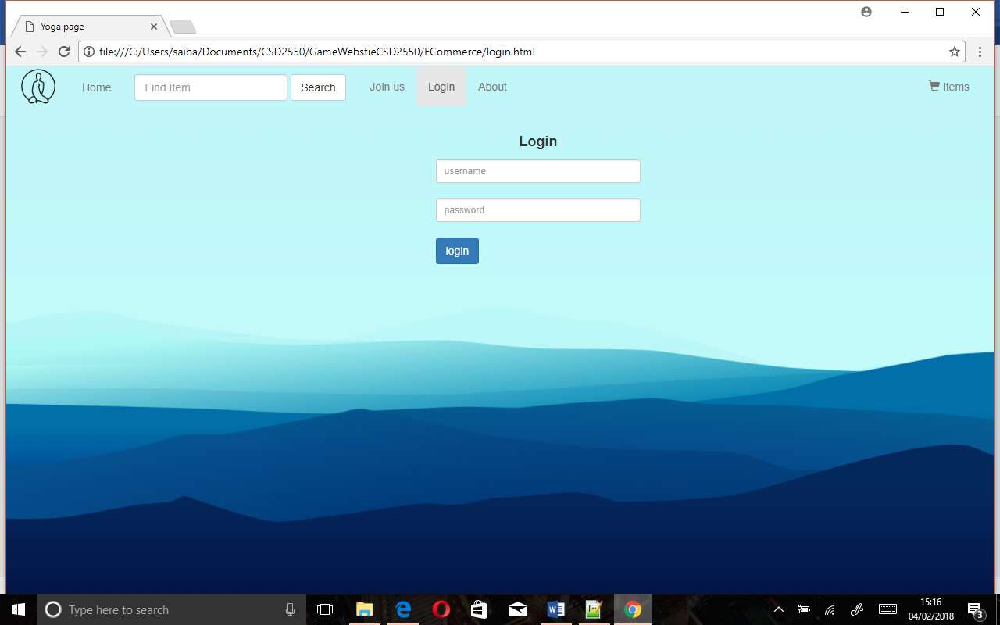 Yoga page
file:///C:/Users/saiba/Documents/CSD2550/GameWebstieCSD2550/ECommerce/login.html
Home Find Item Search Join us Login About Items
Login
username
password
login
Type here to search
15:16
04/02/2018
3